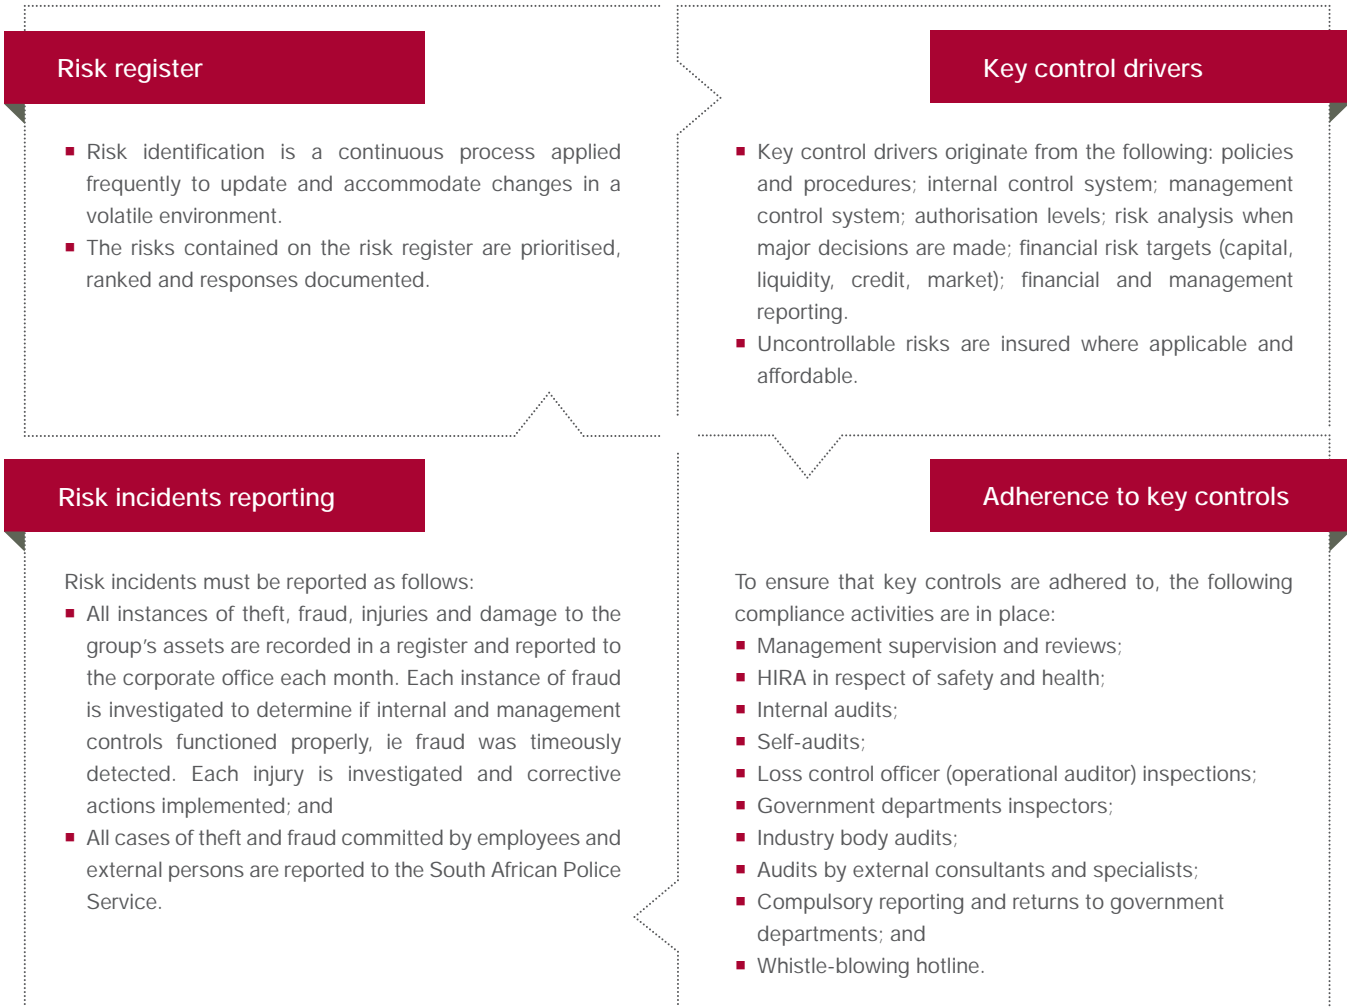 Risk register
■ Risk identification is a continuous process applied
frequently to update and accommodate changes in a
volatile environment.
■ The risks contained on the risk register are prioritised,
ranked and responses documented.
Key control drivers
■ Key control drivers originate from the following: policies
and procedures; internal control system; management
control system; authorisation levels; risk analysis when
major decisions are made; financial risk targets (capital,
liquidity, credit, market); financial and management
reporting.
■ Uncontrollable risks are insured where applicable and
affordable.
Risk incidents reporting
Risk incidents must be reported as follows:
■ All instances of theft, fraud, injuries and damage to the
group's assets are recorded in a register and reported to
the corporate office each month. Each instance of fraud
is investigated to determine if internal and management
controls functioned properly, ie fraud was timeously
detected. Each injury is investigated and corrective
actions implemented; and
■ All cases of theft and fraud committed by employees and
external persons are reported to the South African Police
Service.
Adherence to key controls
To ensure that key controls are adhered to, the following
compliance activities are in place:
■ Management supervision and reviews;
■ HIRA in respect of safety and health;
■ Internal audits;
■ Self-audits;
■ Loss control officer (operational auditor) inspections;
■ Government departments inspectors;
■ Industry body audits;
■ Audits by external consultants and specialists;
■ Compulsory reporting and returns to government
departments; and
■ Whistle-blowing hotline.